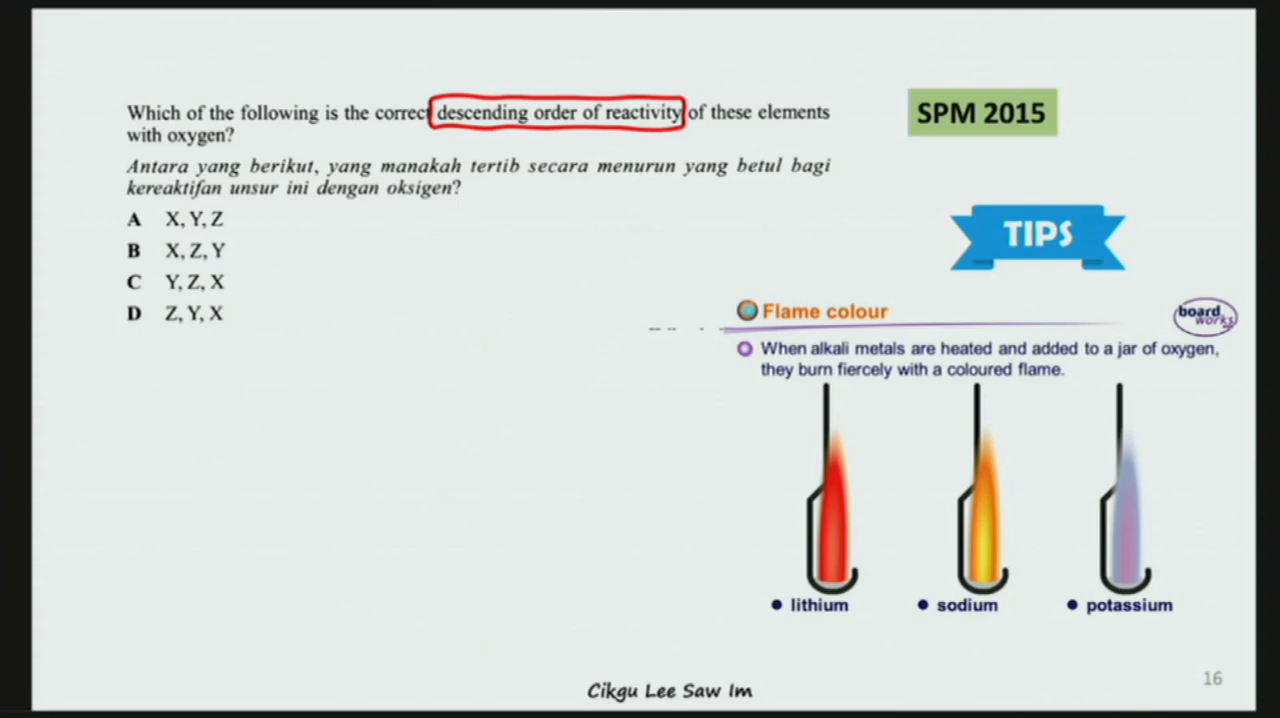 Which of the following is the correct descending order of reactivity of these elements
with oxygen?
Antara yang berikut, yang manakah tertib secara menurun yang betul bagi
kereaktifan unsur ini dengan oksigen?
A X, Y, Z
B X, Z, Y
C Y, Z, X
D Z, Y, X
SPM 2015
TIPS
Flame colour
board
works
When alkali metals are heated and added to a jar of oxygen,
they burn fiercely with a coloured flame.
• lithium
• sodium
• potassium
Cikgu Lee Saw Im
16